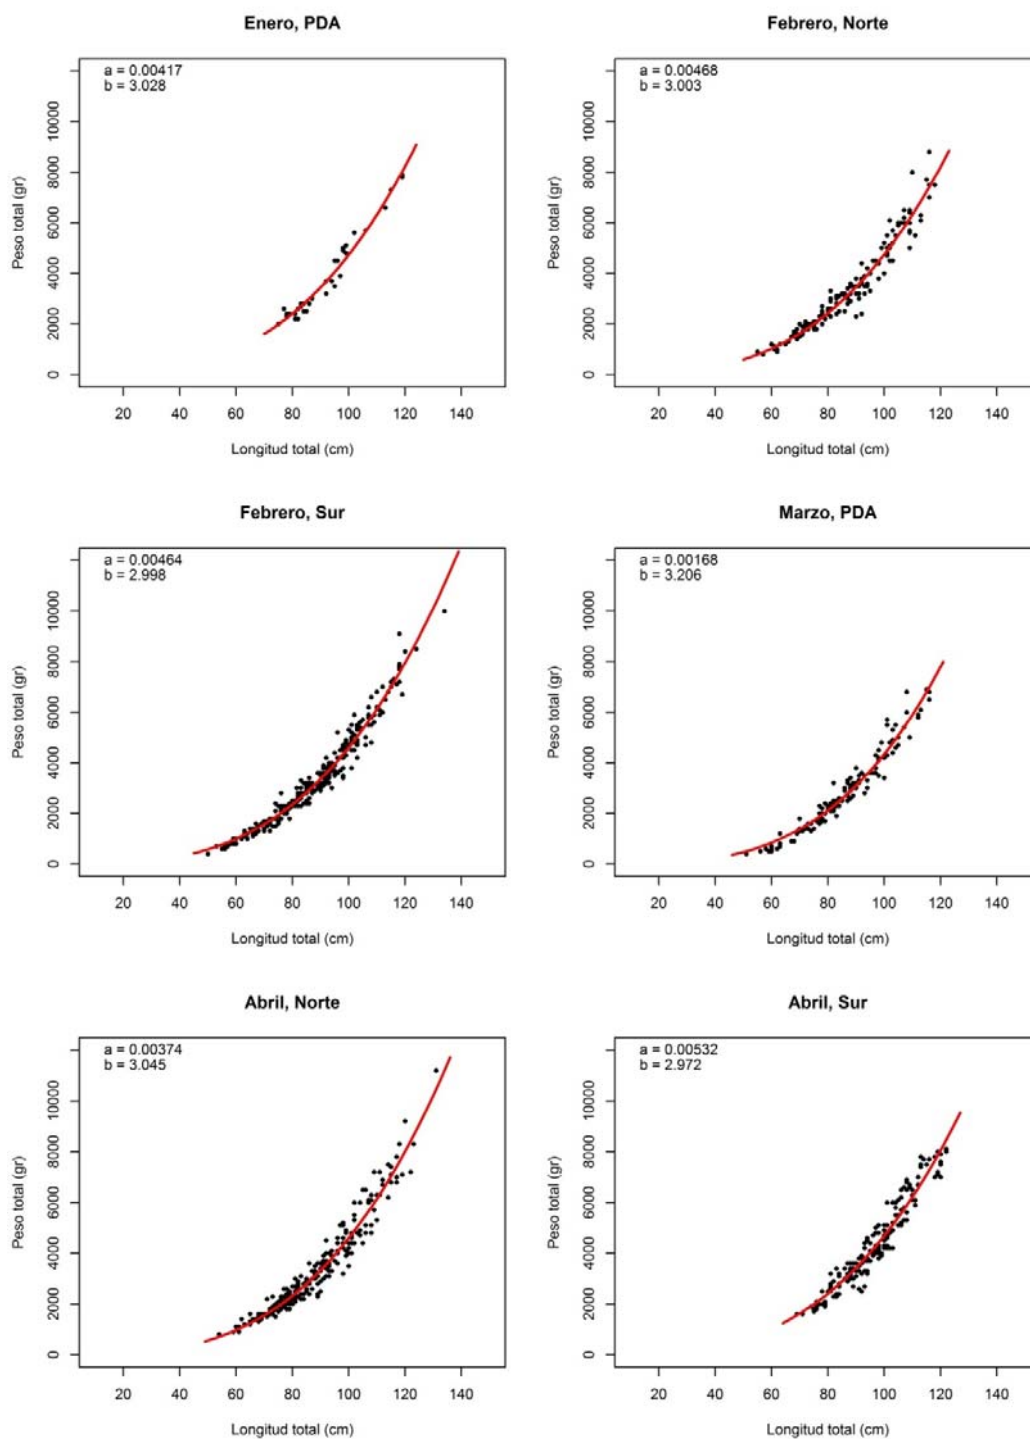 Enero, PDA
a = 0.00417
b = 3.028
10000
8000
6000
4000
2000
0
Peso total (gr)
20 40 60 80 100 120 140
Longitud total (cm)
Febrero, Norte
a = 0.00468
b = 3.003
10000
8000
6000
4000
2000
0
Peso total (gr)
20 40 60 80 100 120 140
Longitud total (cm)
Febrero, Sur
a = 0.00464
b = 2.998
10000
8000
6000
4000
2000
0
Peso total (gr)
20 40 60 80 100 120 140
Longitud total (cm)
Marzo, PDA
a = 0.00168
b = 3.206
10000
8000
6000
4000
2000
0
Peso total (gr)
20 40 60 80 100 120 140
Longitud total (cm)
Abril, Norte
a = 0.00374
b = 3.045
10000
8000
6000
4000
2000
0
Peso total (gr)
20 40 60 80 100 120 140
Longitud total (cm)
Abril, Sur
a = 0.00532
b = 2.972
10000
8000
6000
4000
2000
0
Peso total (gr)
20 40 60 80 100 120 140
Longitud total (cm)